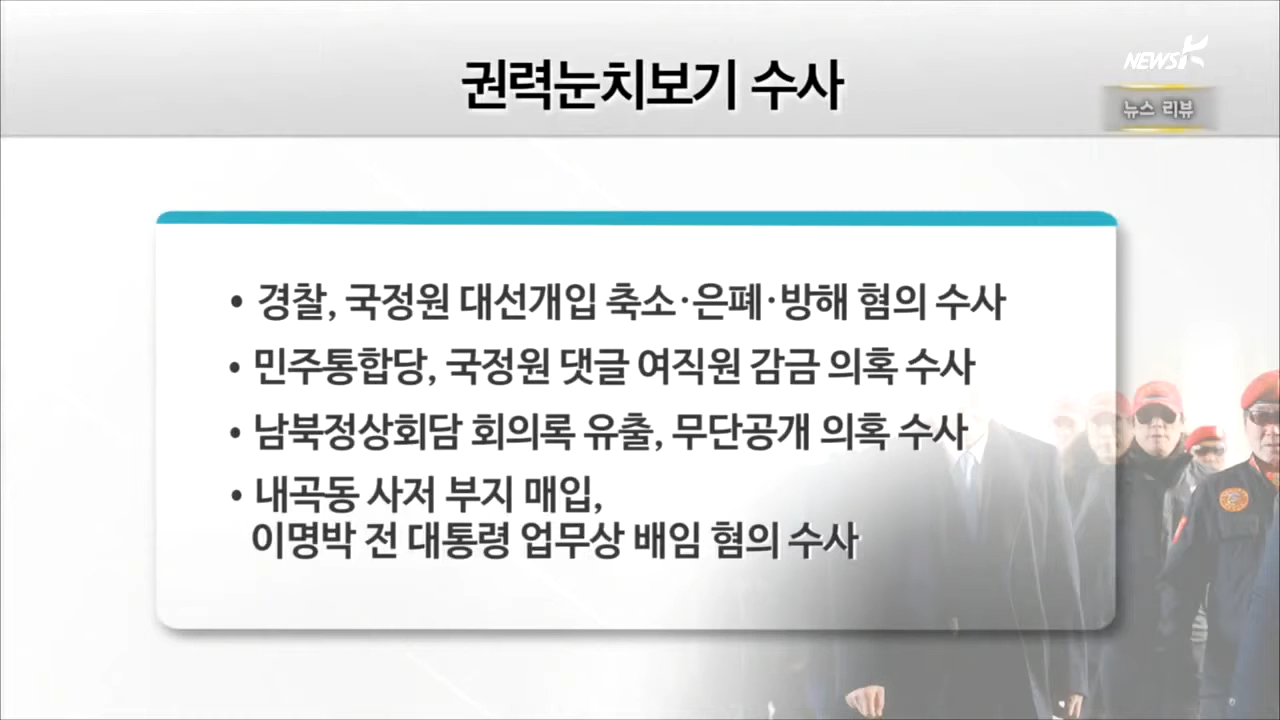 권력눈치보기 수사
NEWS K
뉴스 리뷰
• 경찰, 국정원 대선개입 축소·은폐·방해 혐의 수사
• 민주통합당, 국정원 댓글 여직원 감금 의혹 수사
• 남북정상회담 회의록 유출, 무단공개 의혹 수사
• 내곡동 사저 부지 매입,
이명박 전 대통령 업무상 배임 혐의 수사